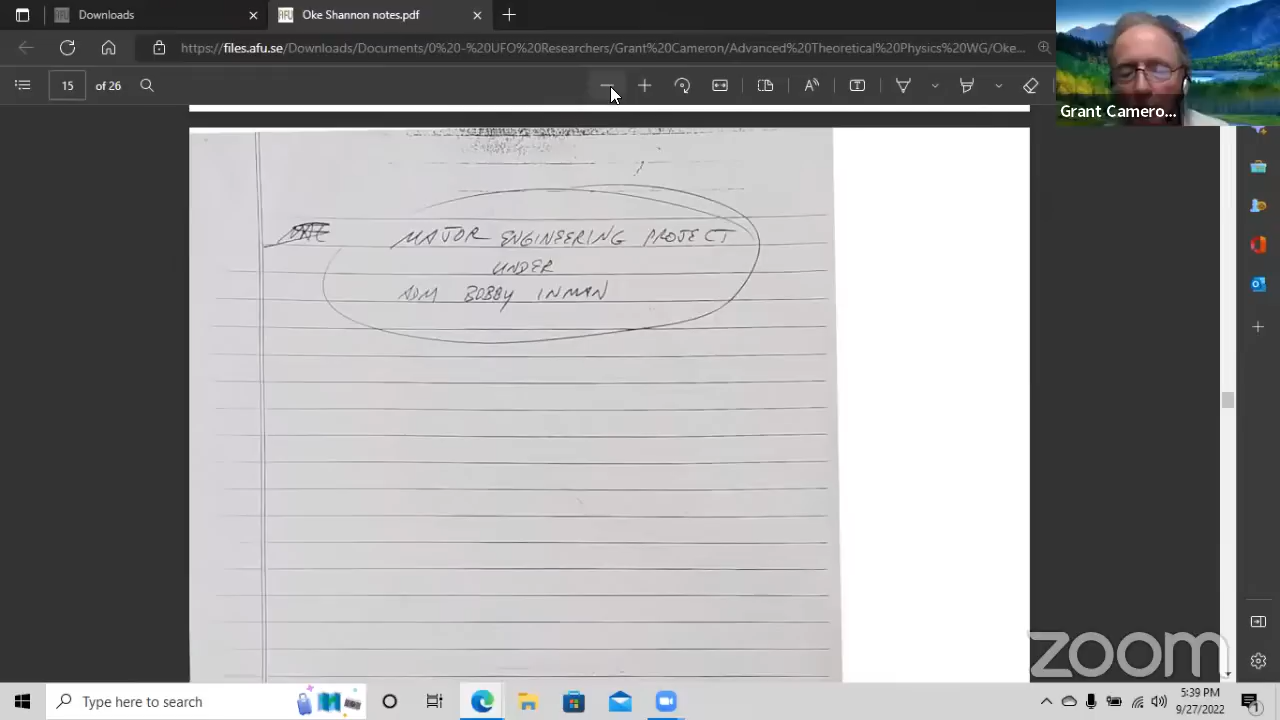 Downloads
Oke Shannon notes.pdf
https://files.afu.se/Downloads/Documents/0%20-%20UFO%20Researchers/Grant%20Cameron/Advanced%20Theoretical%20Physics%20WG/Oke...
15 of 26
Grant Camero...
MAJOR ENGINEERING PROJECT
UNDER
ADM BOBBY INMAN
zoom
Type here to search
5:39 PM
9/27/2022